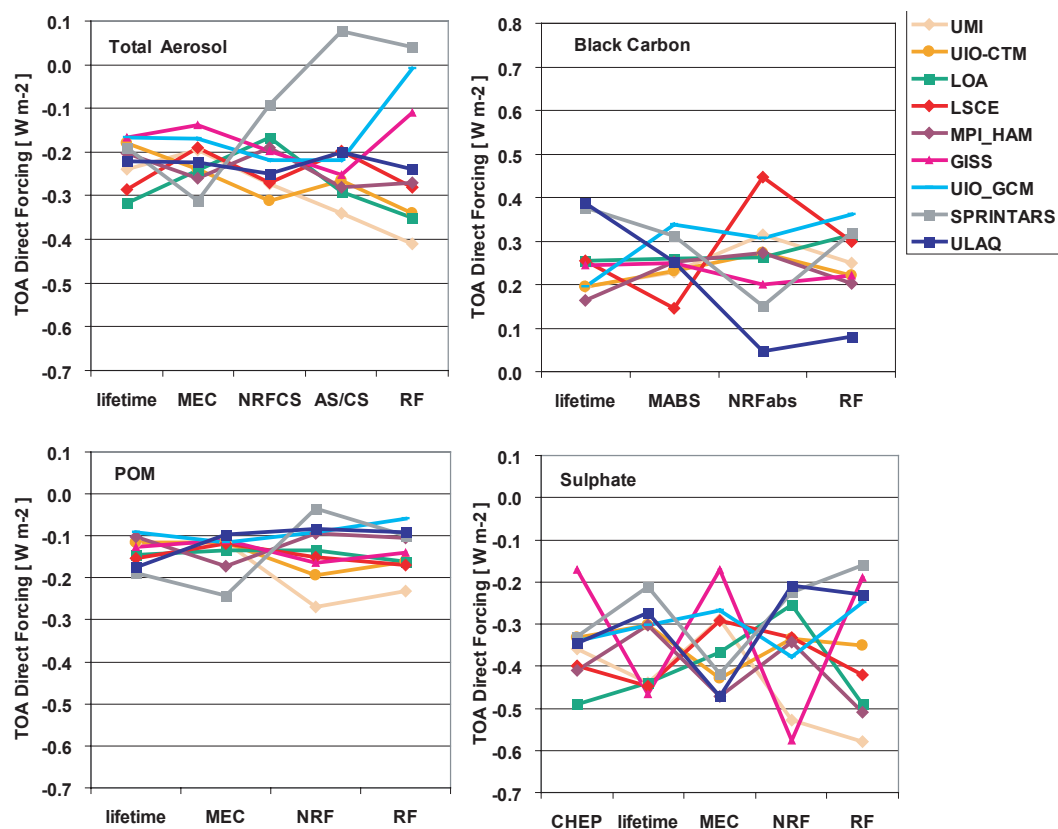 Total Aerosol
TOA Direct Forcing [ W m-2 ]
0.1
0.0
-0.1
-0.2
-0.3
-0.4
-0.5
-0.6
-0.7
lifetime MEC NRFCS AS/CS RF
Black Carbon
TOA Direct Forcing [ W m-2 ]
0.8
0.7
0.6
0.5
0.4
0.3
0.2
0.1
0.0
lifetime MABS NRFabs RF
UMI
UIO-CTM
LOA
LSCE
MPI_HAM
GISS
UIO_GCM
SPRINTARS
ULAQ
POM
TOA Direct Forcing [ W m-2 ]
0.1
0.0
-0.1
-0.2
-0.3
-0.4
-0.5
-0.6
-0.7
lifetime MEC NRF RF
Sulphate
TOA Direct Forcing [ W m-2 ]
0.1
0.0
-0.1
-0.2
-0.3
-0.4
-0.5
-0.6
-0.7
CHEP lifetime MEC NRF RF